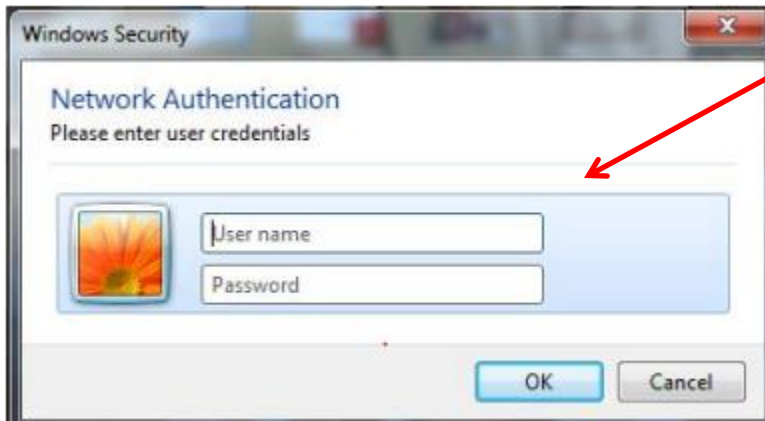 Windows Security
Network Authentication
Please enter user credentials
User name
Password
OK
Cancel